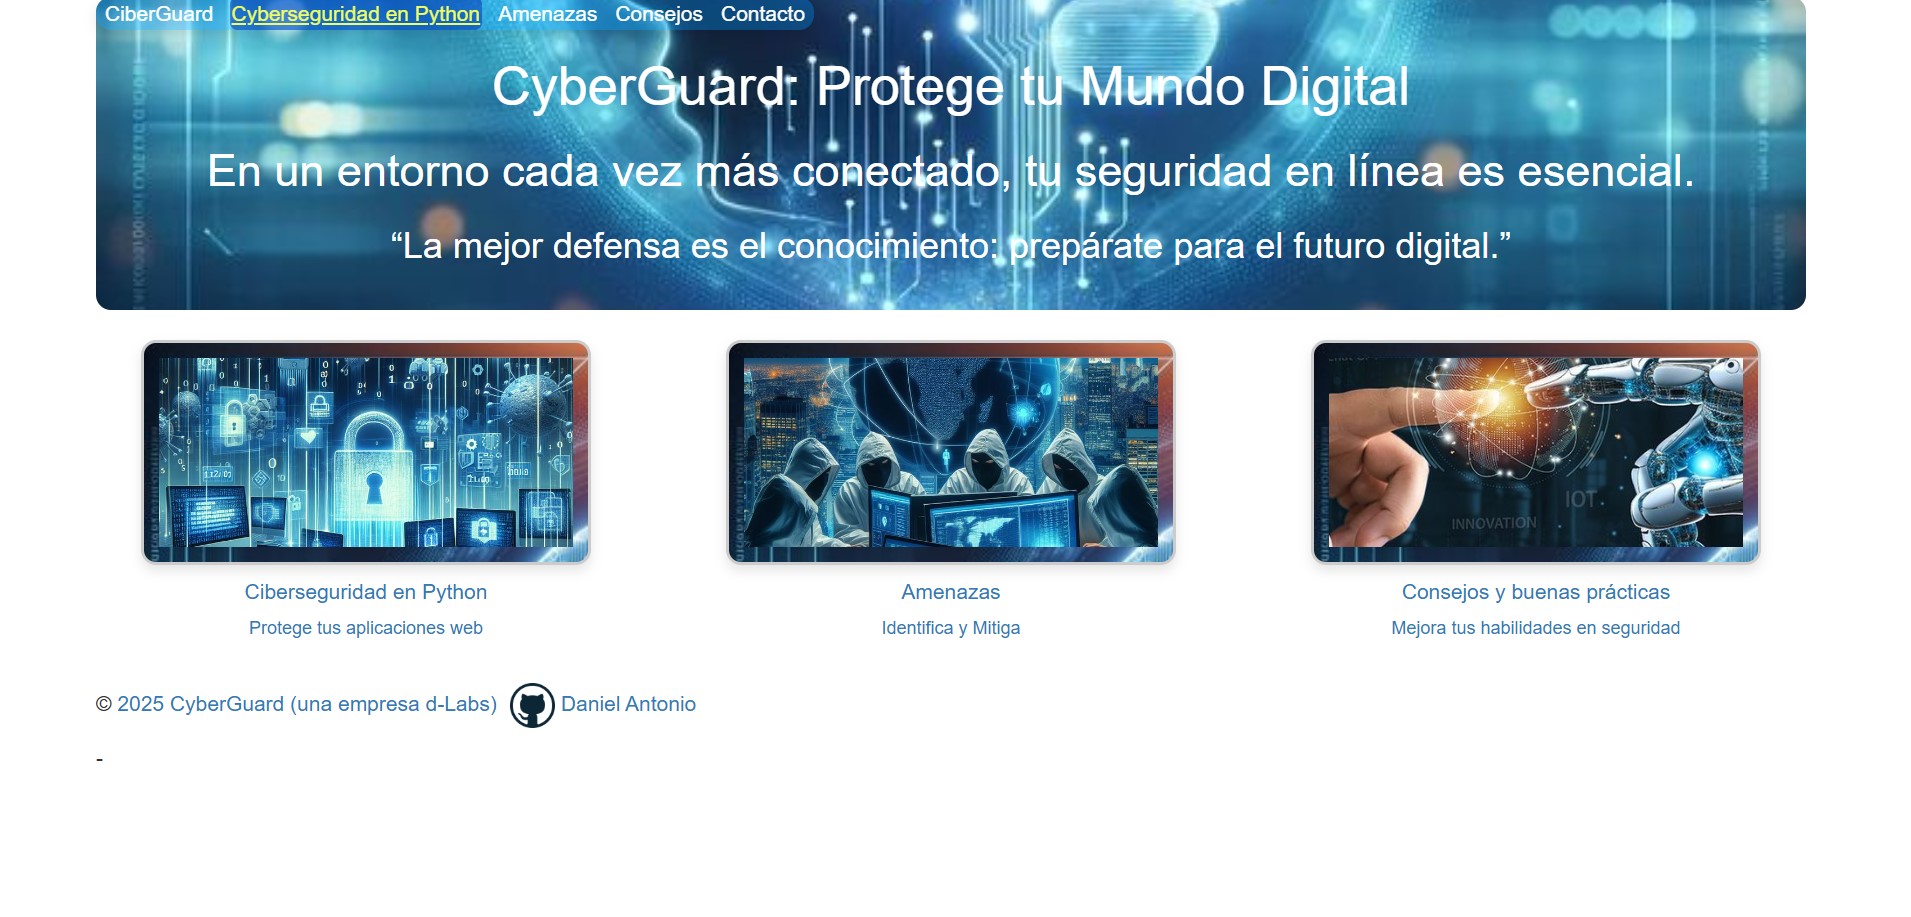 CiberGuard Cyberseguridad en Python Amenazas Consejos Contacto
CyberGuard: Protege tu Mundo Digital
En un entorno cada vez más conectado, tu seguridad en línea es esencial.
“La mejor defensa es el conocimiento: prepárate para el futuro digital.”
IOT
INNOVATION
Ciberseguridad en Python
Protege tus aplicaciones web
Amenazas
Identifica y Mitiga
Consejos y buenas prácticas
Mejora tus habilidades en seguridad
© 2025 CyberGuard (una empresa d-Labs) Daniel Antonio
-